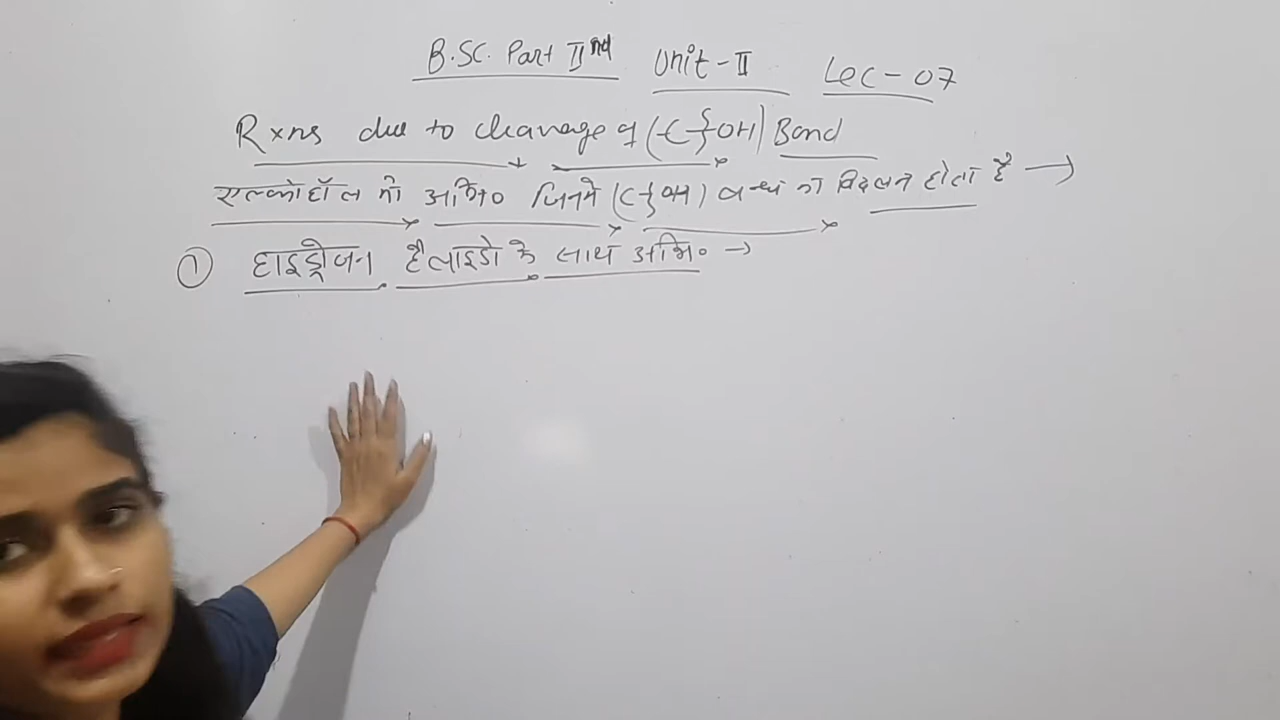 B.SC. Part IInd Unit-II Lec-07
Rxns due to cleavage of (-C-}OH) Bond
एल्कोहॉल की अभि० जिनमें (C-}OH) बन्ध का विदलन होता है →
① हाइड्रोजन हैलाइडो के साथ अभि० →